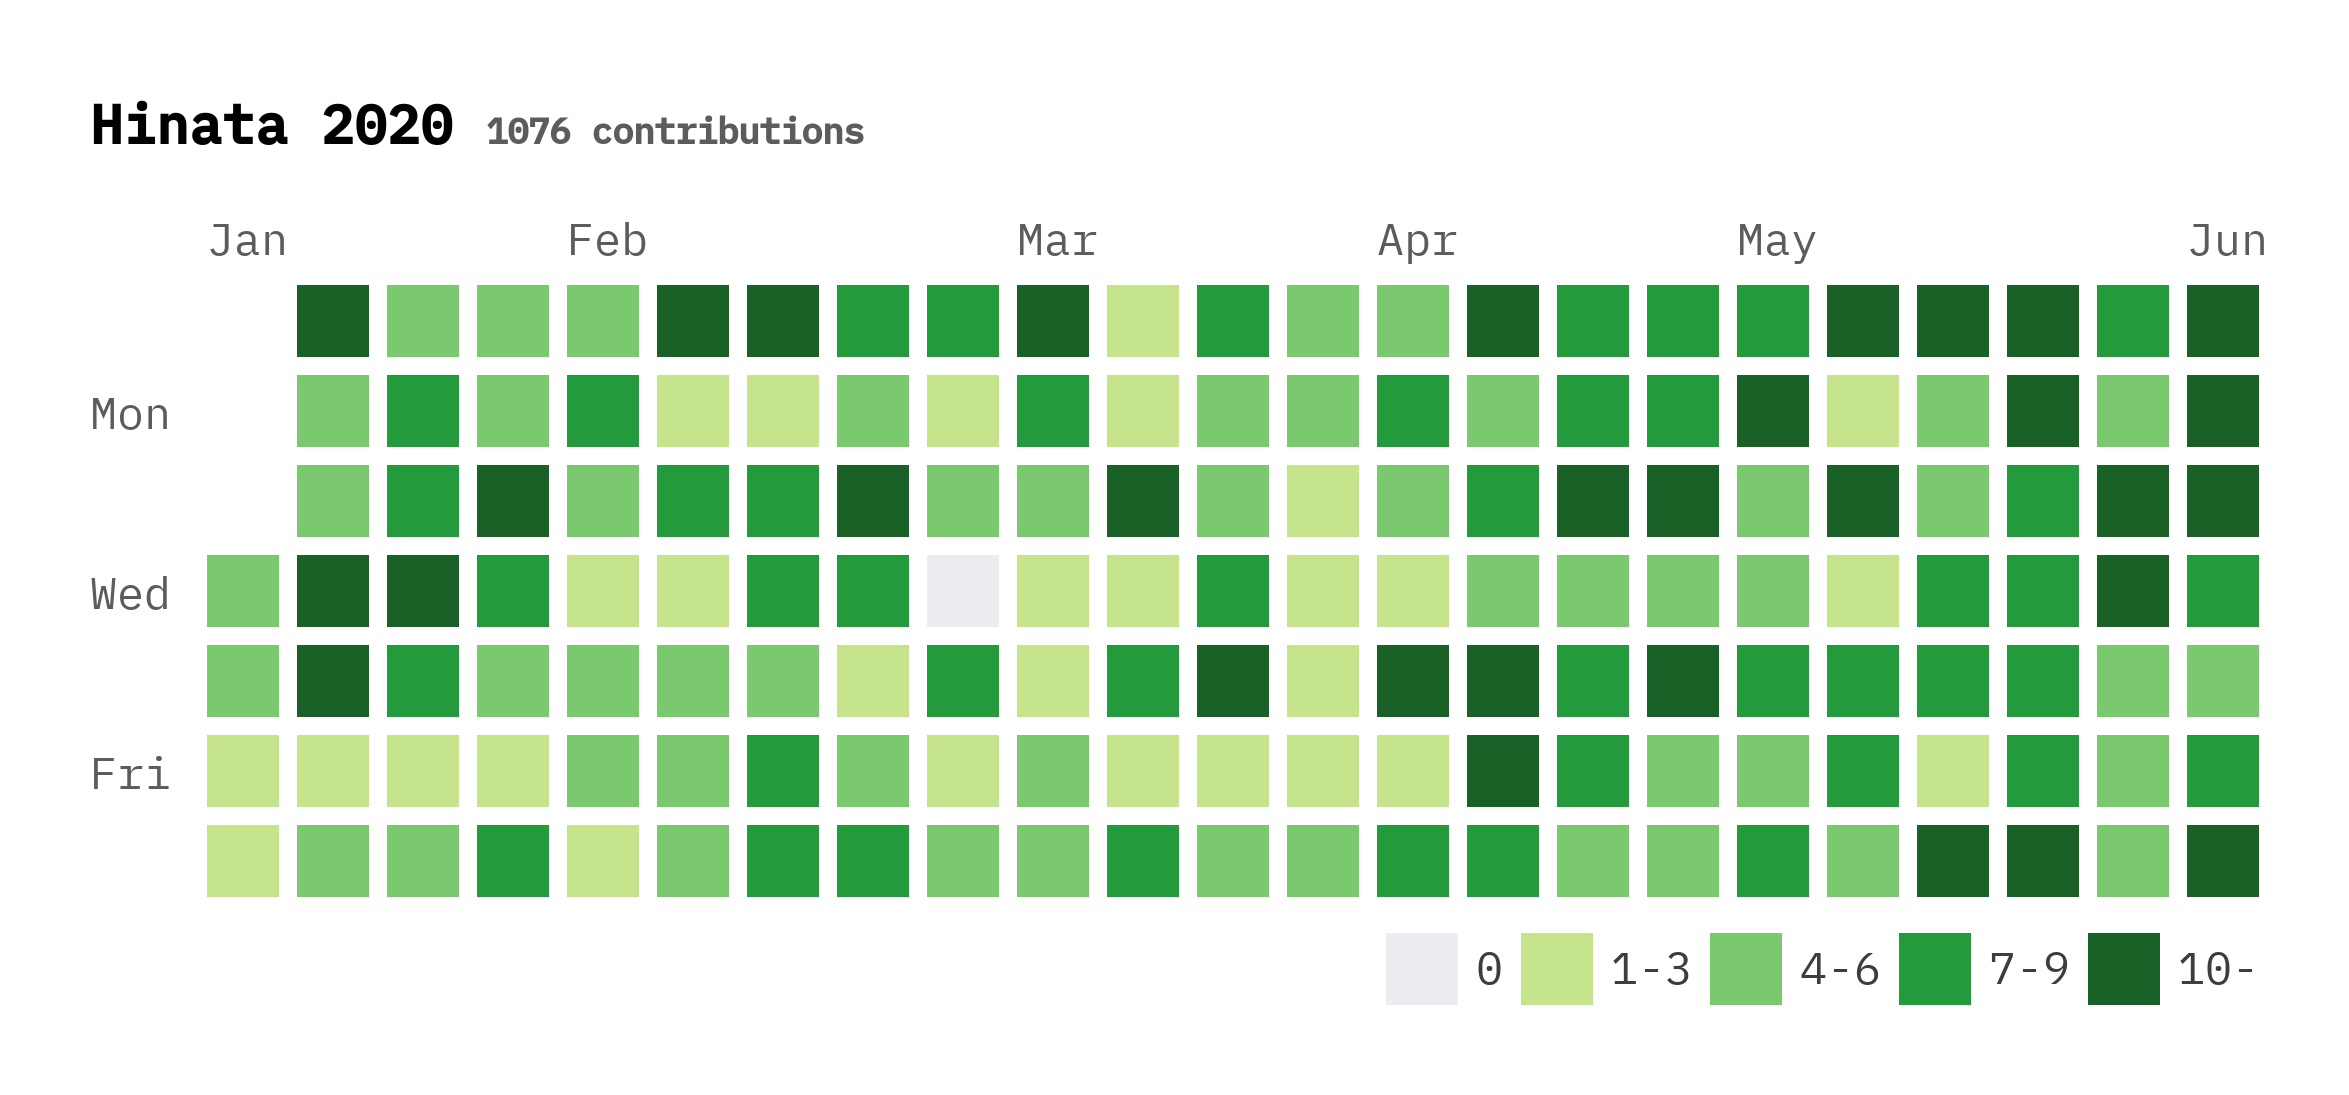 Hinata 2020 1076 contributions
Jan Feb Mar Apr May Jun
Mon
Wed
Fri
0 1-3 4-6 7-9 10-